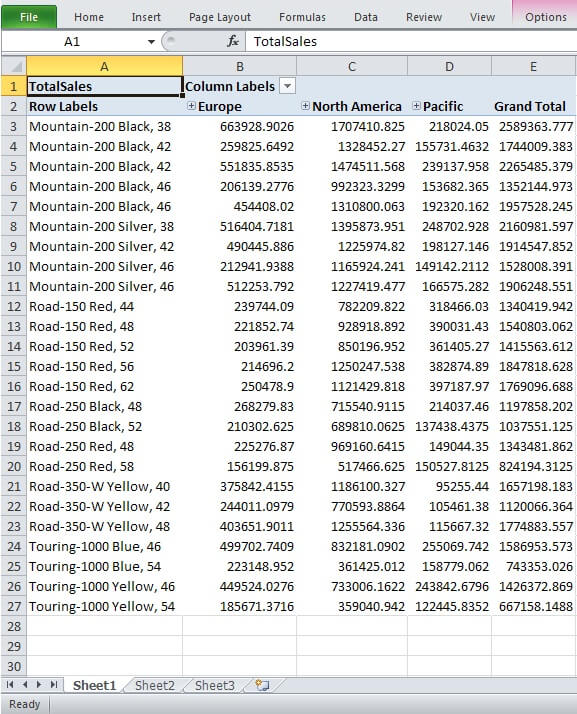 File Home Insert Page Layout Formulas Data Review View Options
A1 fx TotalSales
A B C D E
1 TotalSales Column Labels
2 Row Labels Europe North America Pacific Grand Total
3 Mountain-200 Black, 38 663928.9026 1707410.825 218024.05 2589363.777
4 Mountain-200 Black, 42 259825.6492 1328452.27 155731.4632 1744009.383
5 Mountain-200 Black, 42 551835.8535 1474511.568 239137.958 2265485.379
6 Mountain-200 Black, 46 206139.2776 992323.3299 153682.365 1352144.973
7 Mountain-200 Black, 46 454408.02 1310800.063 192320.162 1957528.245
8 Mountain-200 Silver, 38 516404.7181 1395873.951 248702.928 2160981.597
9 Mountain-200 Silver, 42 490445.886 1225974.82 198127.146 1914547.852
10 Mountain-200 Silver, 46 212941.9388 1165924.241 149142.2112 1528008.391
11 Mountain-200 Silver, 46 512253.792 1227419.477 166575.282 1906248.551
12 Road-150 Red, 44 239744.09 782209.822 318466.03 1340419.942
13 Road-150 Red, 48 221852.74 928918.892 390031.43 1540803.062
14 Road-150 Red, 52 203961.39 850196.952 361405.27 1415563.612
15 Road-150 Red, 56 214696.2 1250247.538 382874.89 1847818.628
16 Road-150 Red, 62 250478.9 1121429.818 397187.97 1769096.688
17 Road-250 Black, 48 268279.83 715540.9115 214037.46 1197858.202
18 Road-250 Black, 52 210302.625 689810.0625 137438.4375 1037551.125
19 Road-250 Red, 48 225276.87 969160.6415 149044.35 1343481.862
20 Road-250 Red, 58 156199.875 517466.625 150527.8125 824194.3125
21 Road-350-W Yellow, 40 375842.4155 1186100.327 95255.44 1657198.183
22 Road-350-W Yellow, 42 244011.0979 770593.8864 105461.38 1120066.364
23 Road-350-W Yellow, 48 403651.9011 1255564.336 115667.32 1774883.557
24 Touring-1000 Blue, 46 499702.7409 832181.0902 255069.742 1586953.573
25 Touring-1000 Blue, 54 223148.952 361425.012 158779.062 743353.026
26 Touring-1000 Yellow, 46 449524.0276 733006.1622 243842.6796 1426372.869
27 Touring-1000 Yellow, 54 185671.3716 359040.942 122445.8352 667158.1488
28
29
30
Sheet1 Sheet2 Sheet3
Ready